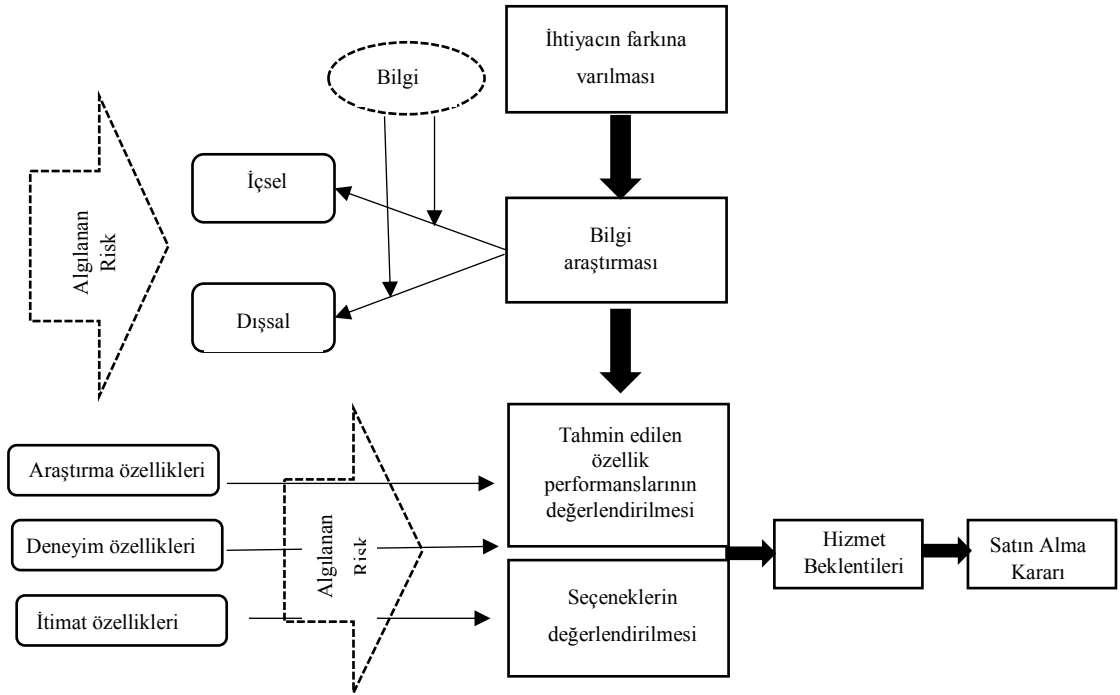 İhtiyacın farkına
varılması
Bilgi
İçsel
Algılanan
Risk
Bilgi
araştırması
Dışsal
Tahmin edilen
özellik
performanslarının
değerlendirilmesi
Araştırma özellikleri
Deneyim özellikleri
İtimat özellikleri
Algılanan
Risk
Seçeneklerin
değerlendirilmesi
Hizmet
Beklentileri
Satın Alma
Kararı